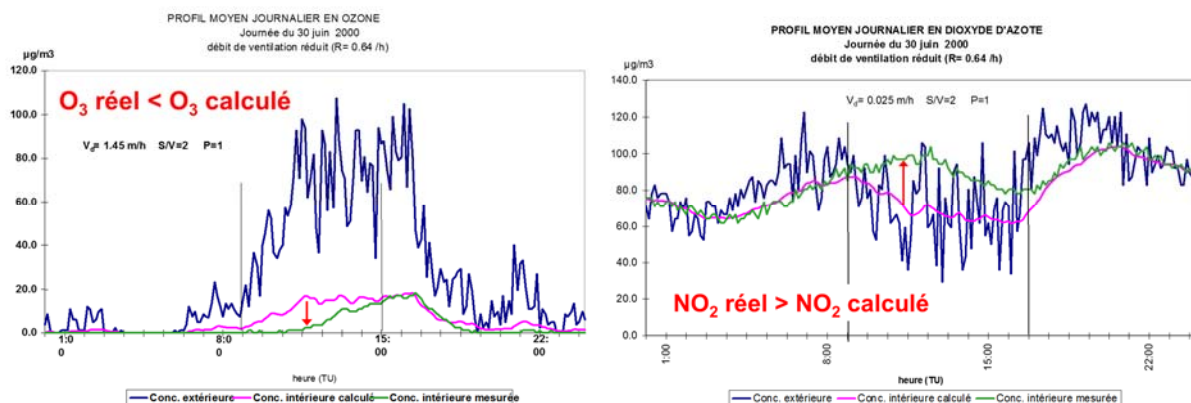 PROFIL MOYEN JOURNALIER EN OZONE
Journée du 30 juin 2000
débit de ventilation réduit (R= 0.64 /h)
µg/m3
120.0
100.0
80.0
60.0
40.0
20.0
0.0
O₃ réel < O₃ calculé
V_d= 1.45 m/h S/V=2 P=1
1:0 8:0 15: 22:
0 0 00 00
heure (TU)
Conc. extérieure Conc. intérieure calculé Conc. intérieure mesurée
PROFIL MOYEN JOURNALIER EN DIOXYDE D'AZOTE
Journée du 30 juin 2000
débit de ventilation réduit (R= 0.64 /h)
µg/m3
140.0
120.0
100.0
80.0
60.0
40.0
20.0
0.0
V_d= 0.025 m/h S/V=2 P=1
NO₂ réel > NO₂ calculé
1:00 8:00 15:00 22:00
heure (TU)
Conc. extérieure Conc. intérieure calculé Conc. intérieure mesurée